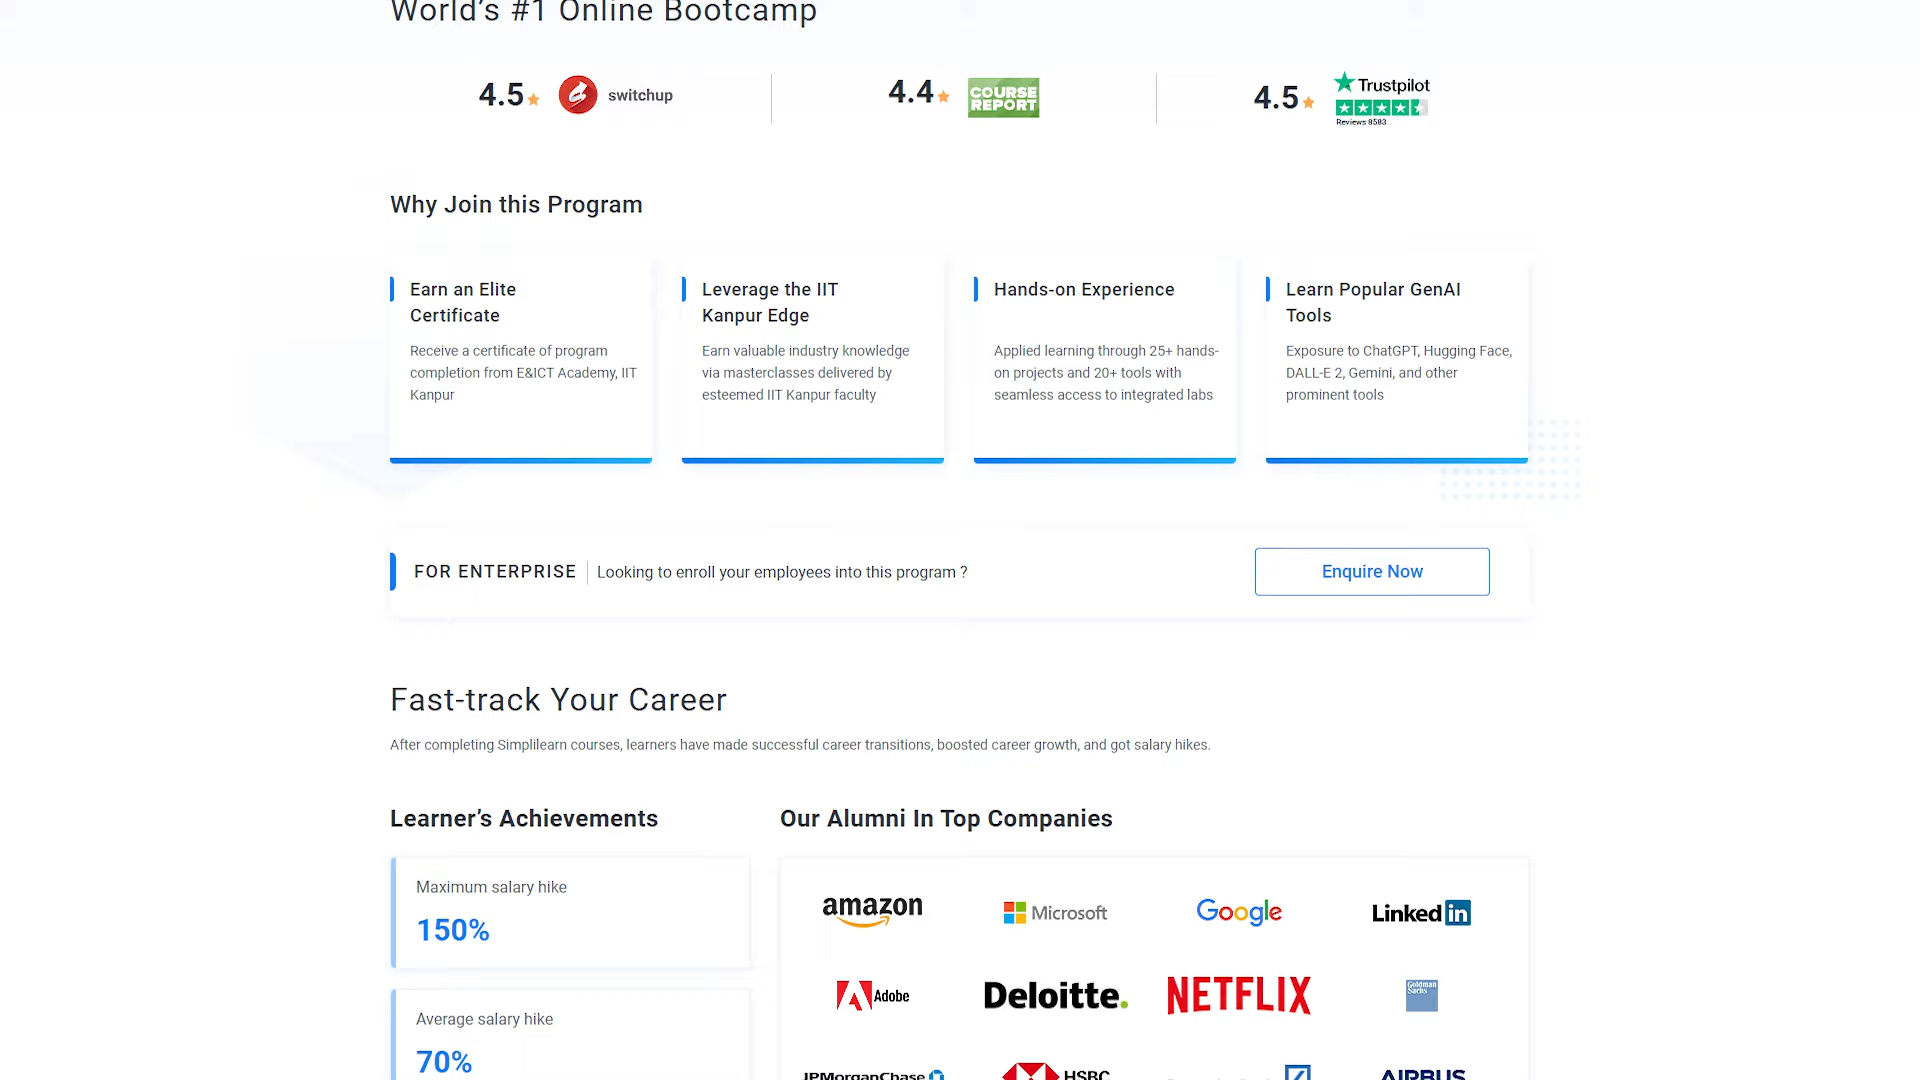 World's #1 Online Bootcamp
4.5 switchup
4.4 COURSE REPORT
4.5 Trustpilot
Reviews 8583
Why Join this Program
Earn an Elite Certificate
Receive a certificate of program
completion from E&ICT Academy, IIT
Kanpur
Leverage the IIT
Kanpur Edge
Earn valuable industry knowledge
via masterclasses delivered by
esteemed IIT Kanpur faculty
Hands-on Experience
Applied learning through 25+ hands-
on projects and 20+ tools with
seamless access to integrated labs
Learn Popular GenAI
Tools
Exposure to ChatGPT, Hugging Face,
DALL-E 2, Gemini, and other
prominent tools
FOR ENTERPRISE Looking to enroll your employees into this program ?
Enquire Now
Fast-track Your Career
After completing Simplilearn courses, learners have made successful career transitions, boosted career growth, and got salary hikes.
Learner's Achievements
Maximum salary hike
150%
Average salary hike
70%
Our Alumni In Top Companies
amazon Microsoft Google Linkedin
Adobe Deloitte. NETFLIX Goldman Sachs
JPMorganChase HSBC AIRBUS